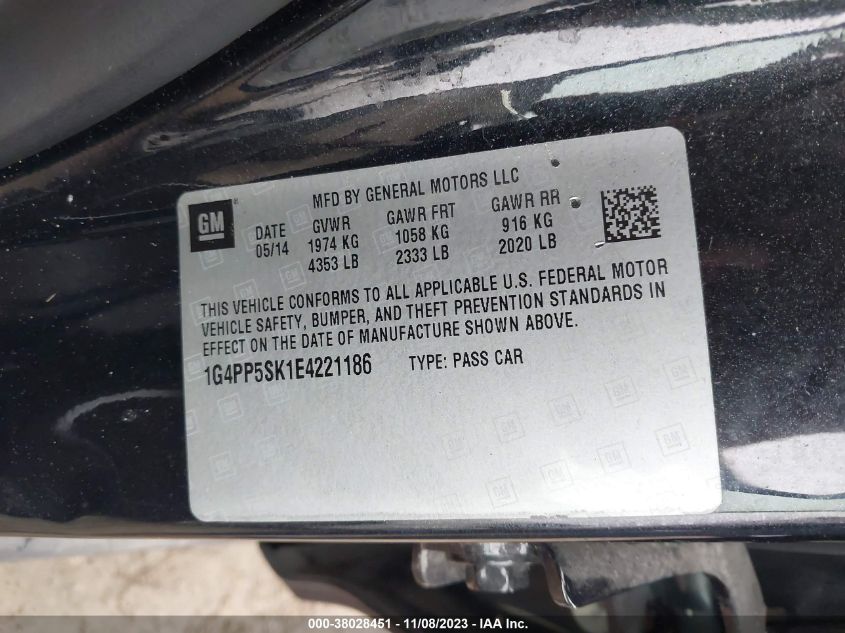 MFD BY GENERAL MOTORS LLC
GM
DATE GVWR GAWR FRT GAWR RR
05/14 1974 KG 1058 KG 916 KG
4353 LB 2333 LB 2020 LB
THIS VEHICLE CONFORMS TO ALL APPLICABLE U.S. FEDERAL MOTOR
VEHICLE SAFETY, BUMPER, AND THEFT PREVENTION STANDARDS IN
EFFECT ON THE DATE OF MANUFACTURE SHOWN ABOVE.
1G4PP5SK1E4221186 TYPE: PASS CAR
000-38028451 - 11/08/2023 - IAA Inc.